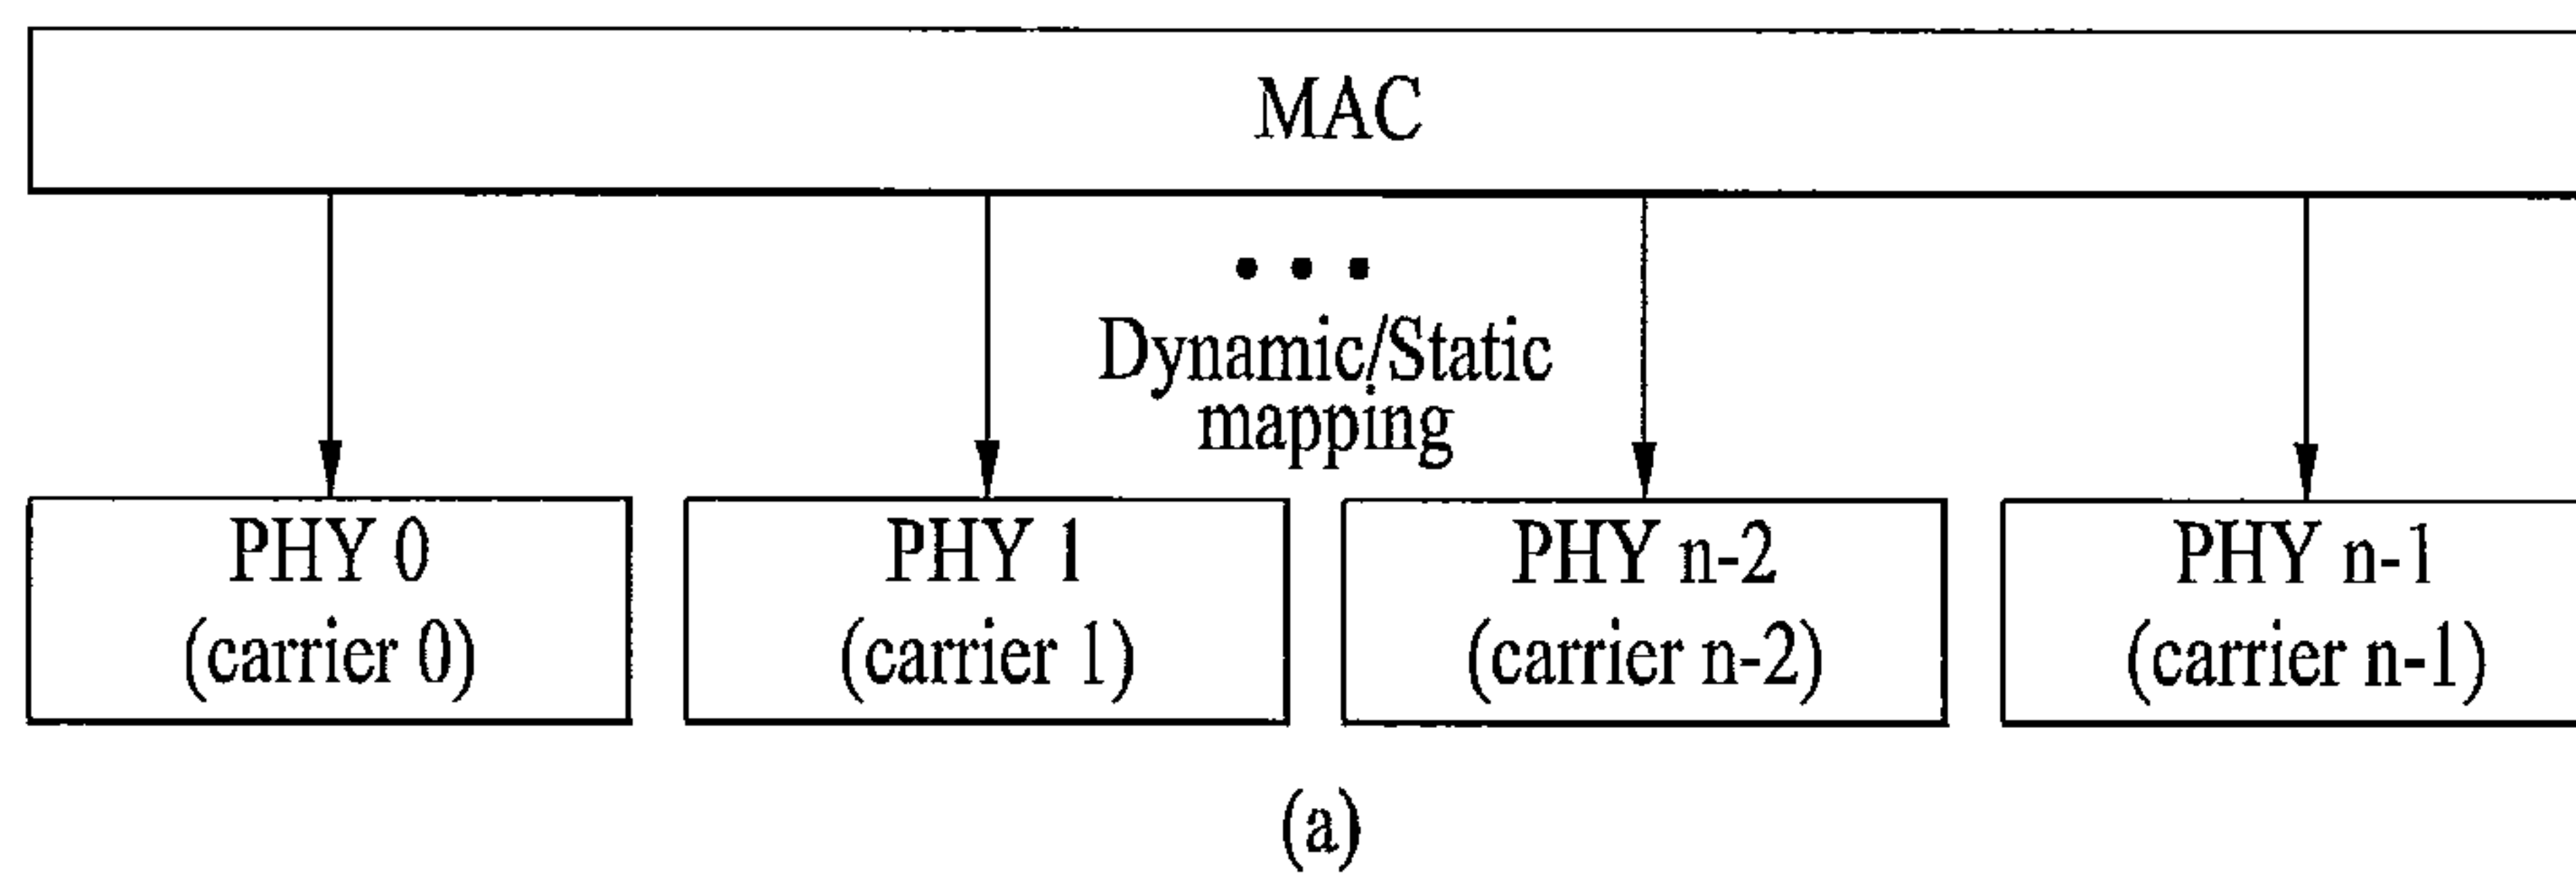 MAC
• • •
Dynamic/Static
mapping
PHY 0
(carrier 0)
PHY 1
(carrier 1)
PHY n-2
(carrier n-2)
PHY n-1
(carrier n-1)
(a)